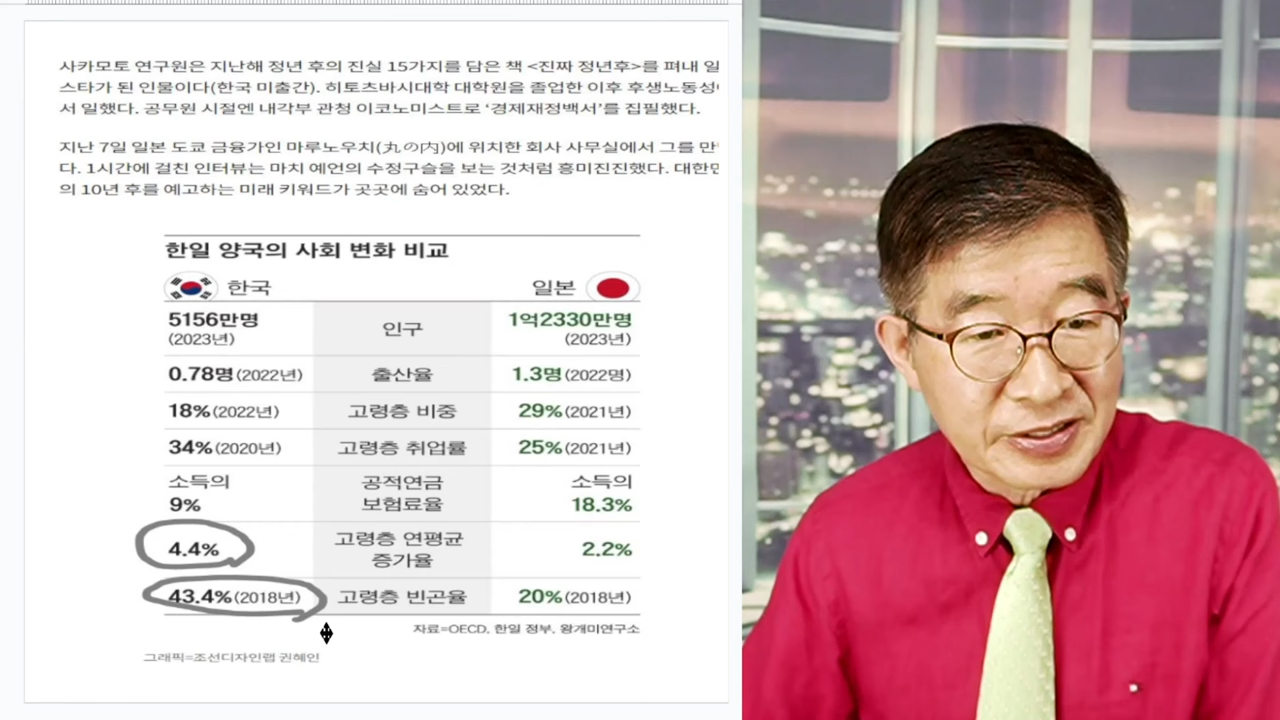 사카모토 연구원은 지난해 정년 후의 진실 15가지를 담은 책 <진짜 정년후>를 펴내 일
스타가 된 인물이다(한국 미출간). 히토츠바시대학 대학원을 졸업한 이후 후생노동성
서 일했다. 공무원 시절엔 내각부 관청 이코노미스트로 ‘경제재정백서’를 집필했다.
지난 7일 일본 도쿄 금융가인 마루노우치(丸の内)에 위치한 회사 사무실에서 그를 만
다. 1시간에 걸친 인터뷰는 마치 예언의 수정구슬을 보는 것처럼 흥미진진했다. 대한민
의 10년 후를 예고하는 미래 키워드가 곳곳에 숨어 있었다.
한일 양국의 사회 변화 비교
한국 일본
5156만명 인구 1억2330만명
(2023년) (2023년)
0.78명(2022년) 출산율 1.3명(2022명)
18%(2022년) 고령층 비중 29%(2021년)
34%(2020년) 고령층 취업률 25%(2021년)
소득의 공적연금 소득의
9% 보험료율 18.3%
4.4% 고령층 연평균 2.2%
증가율
43.4%(2018년) 고령층 빈곤율 20%(2018년)
자료=OECD, 한일 정부, 왕개미연구소
그래픽=조선디자인랩 권혜인